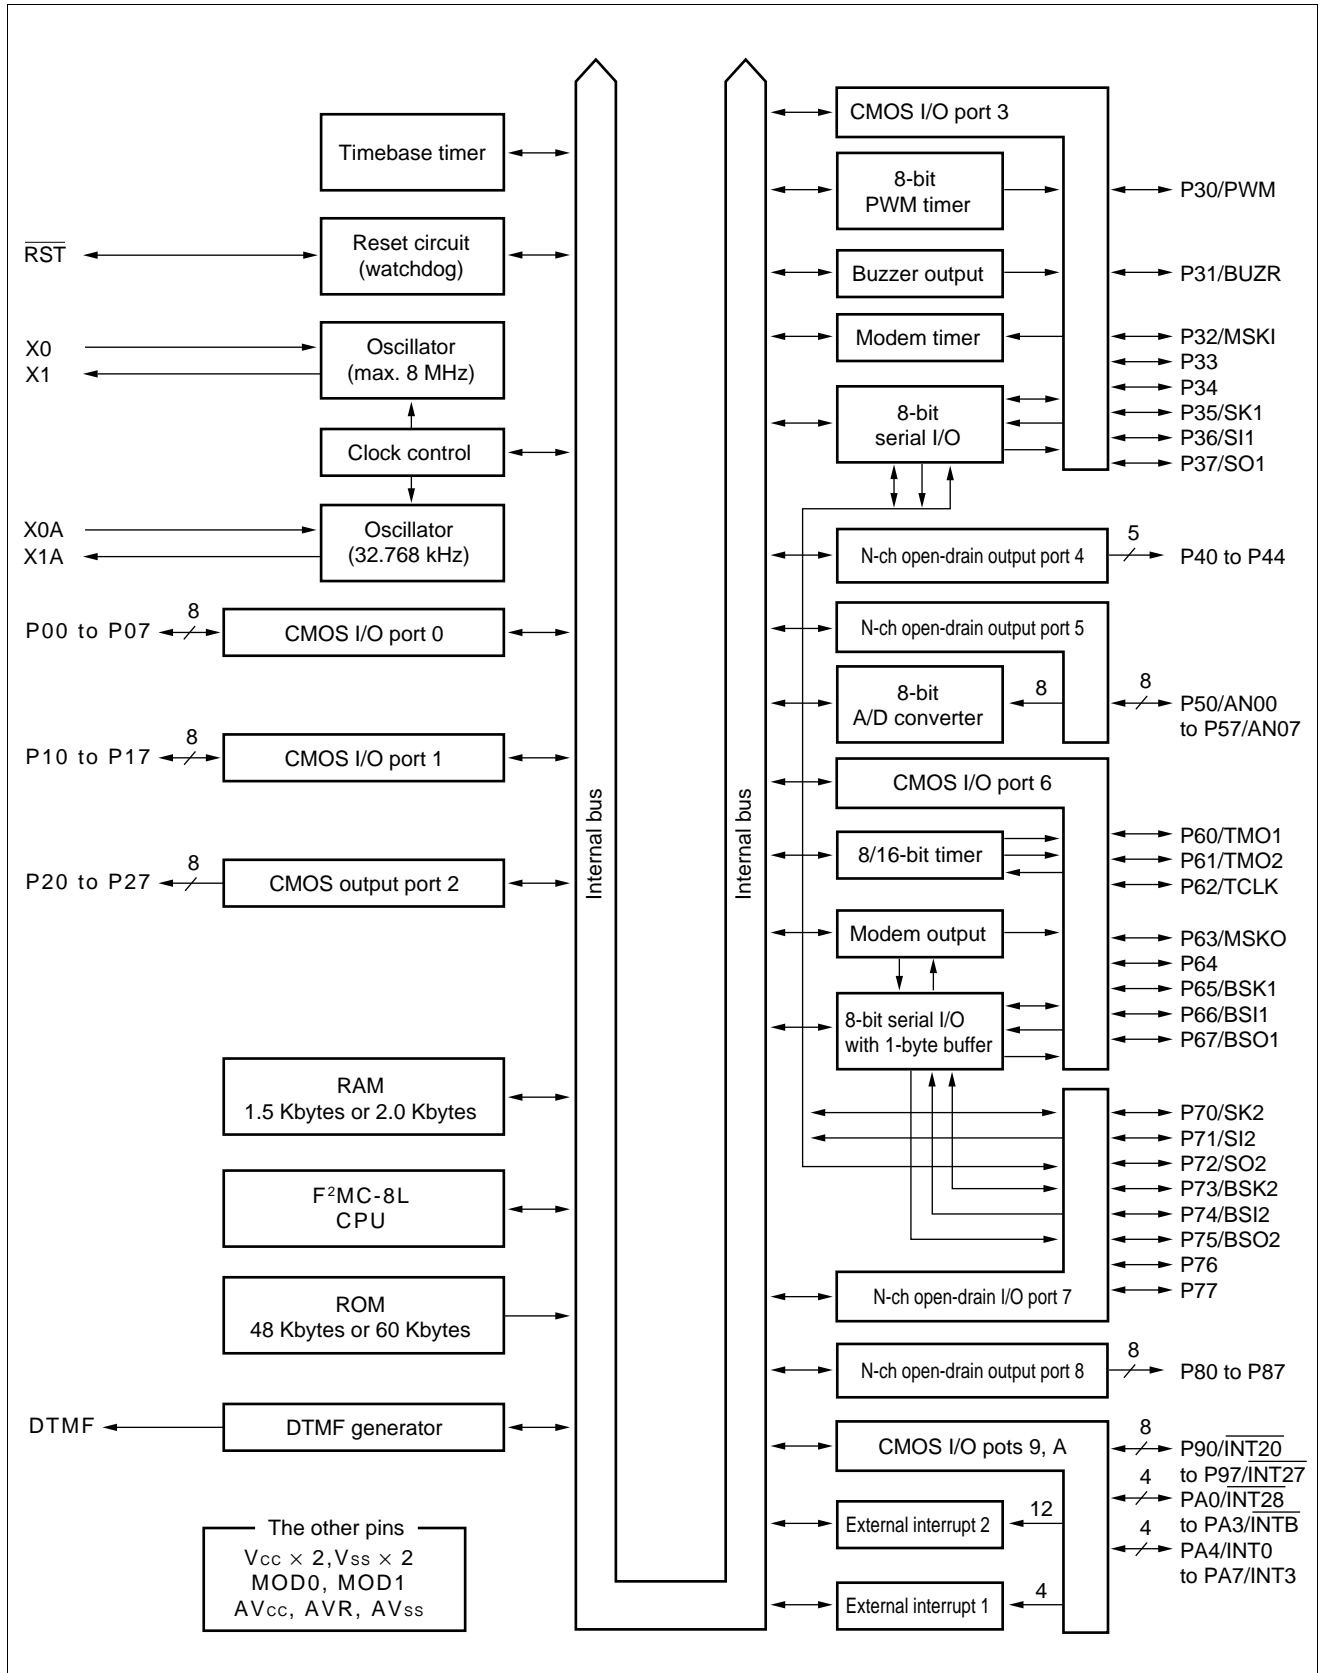 Timebase timer
RST
Reset circuit
(watchdog)
X0
X1
Oscillator
(max. 8 MHz)
Clock control
X0A
X1A
Oscillator
(32.768 kHz)
P00 to P07
8
CMOS I/O port 0
P10 to P17
8
CMOS I/O port 1
P20 to P27
8
CMOS output port 2
RAM
1.5 Kbytes or 2.0 Kbytes
F²MC-8L
CPU
ROM
48 Kbytes or 60 Kbytes
DTMF
DTMF generator
The other pins
Vcc × 2, Vss × 2
MOD0, MOD1
AVcc, AVR, AVss
Internal bus
Internal bus
CMOS I/O port 3
8-bit
PWM timer
P30/PWM
Buzzer output
P31/BUZR
Modem timer
P32/MSKI
P33
P34
8-bit
serial I/O
P35/SK1
P36/SI1
P37/SO1
N-ch open-drain output port 4
5
P40 to P44
N-ch open-drain output port 5
8-bit
A/D converter
8
8
P50/AN00
to P57/AN07
CMOS I/O port 6
8/16-bit timer
P60/TMO1
P61/TMO2
P62/TCLK
Modem output
P63/MSKO
P64
8-bit serial I/O
with 1-byte buffer
P65/BSK1
P66/BSI1
P67/BSO1
P70/SK2
P71/SI2
P72/SO2
P73/BSK2
P74/BSI2
P75/BSO2
P76
P77
N-ch open-drain I/O port 7
N-ch open-drain output port 8
8
P80 to P87
CMOS I/O pots 9, A
8
P90/INT20
to P97/INT27
4
PA0/INT28
to PA3/INTB
4
PA4/INT0
to PA7/INT3
External interrupt 2
12
External interrupt 1
4